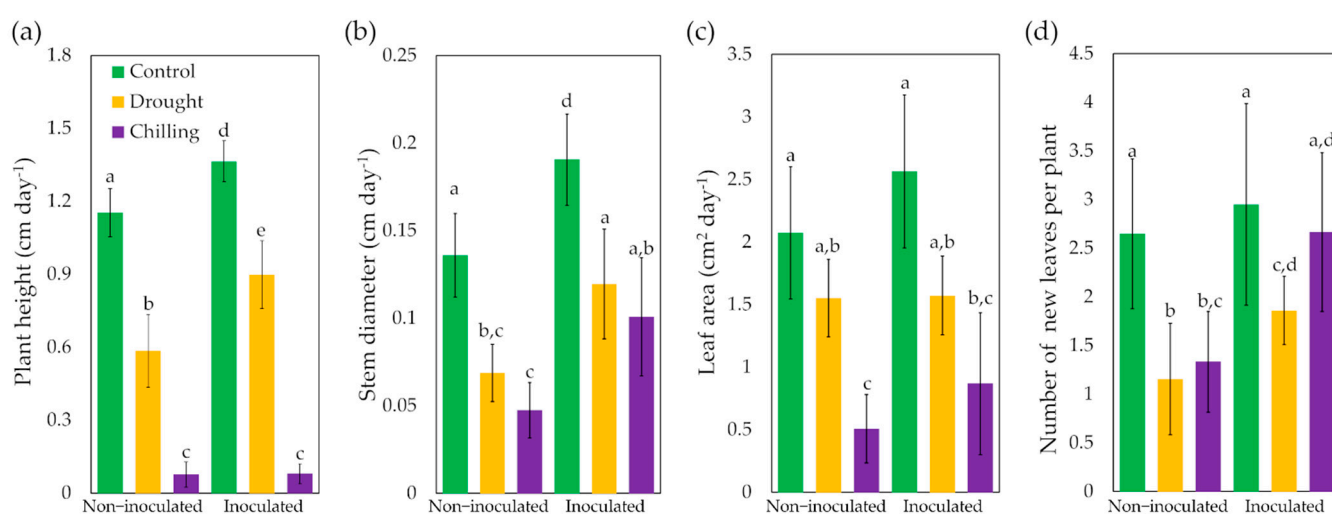 (a)
Plant height (cm day-1)
1.8
1.5
1.2
0.9
0.6
0.3
0
Control
Drought
Chilling
a
b
c
d
e
c
Non−inoculated Inoculated
(b)
Stem diameter (cm day-1)
0.25
0.2
0.15
0.1
0.05
0
a
b,c
c
d
a
a,b
Non−inoculated Inoculated
(c)
Leaf area (cm2 day-1)
3.5
3
2.5
2
1.5
1
0.5
0
a
a,b
c
a
a,b
b,c
Non−inoculated Inoculated
(d)
Number of new leaves per plant
4.5
4
3.5
3
2.5
2
1.5
1
0.5
0
a
b
b,c
a
c,d
a,d
Non−inoculated Inoculated